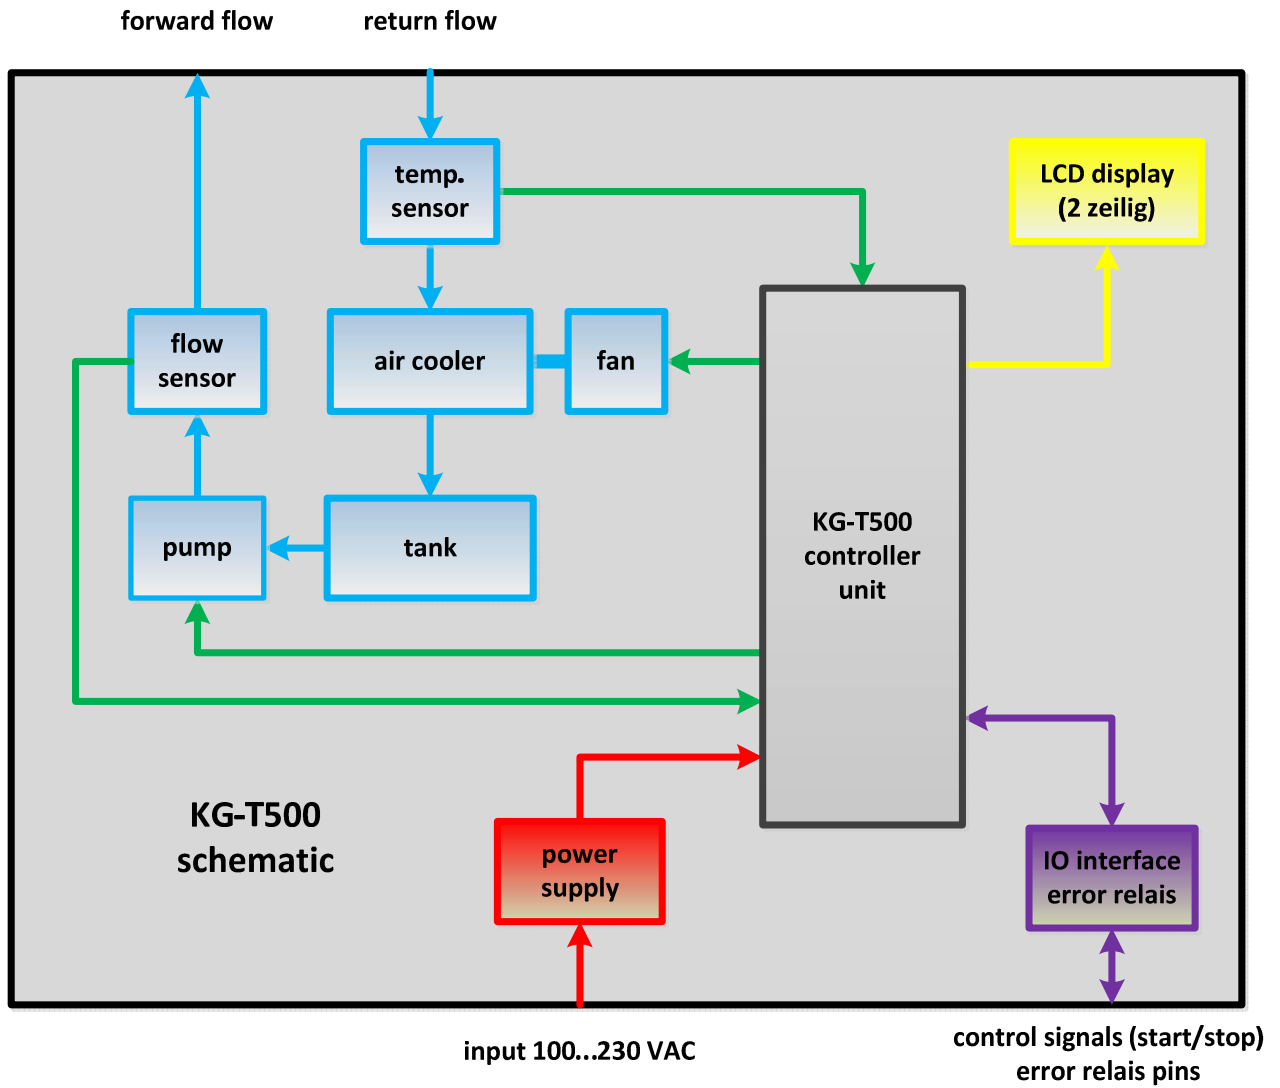 forward flow
return flow
temp.
sensor
LCD display
(2 zeilig)
flow
sensor
air cooler
fan
pump
tank
KG-T500
controller
unit
KG-T500
schematic
power
supply
IO interface
error relais
input 100...230 VAC
control signals (start/stop)
error relais pins